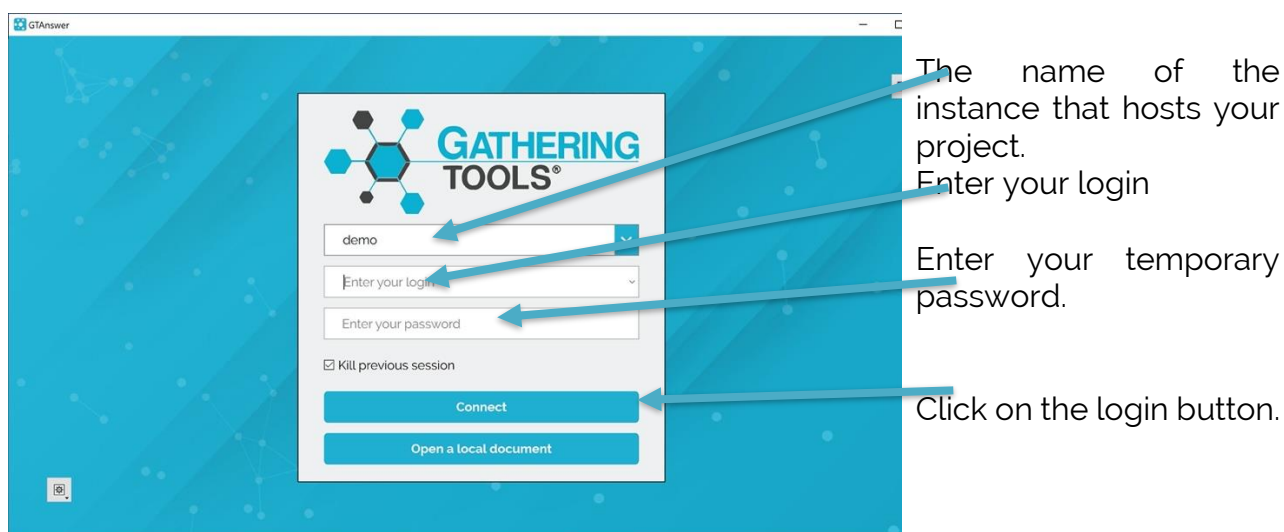 GTAnswer
GATHERING
TOOLS®
demo
Enter your login
Enter your password
Kill previous session
Connect
Open a local document
The name of the
instance that hosts your
project.
Enter your login
Enter your temporary
password.
Click on the login button.